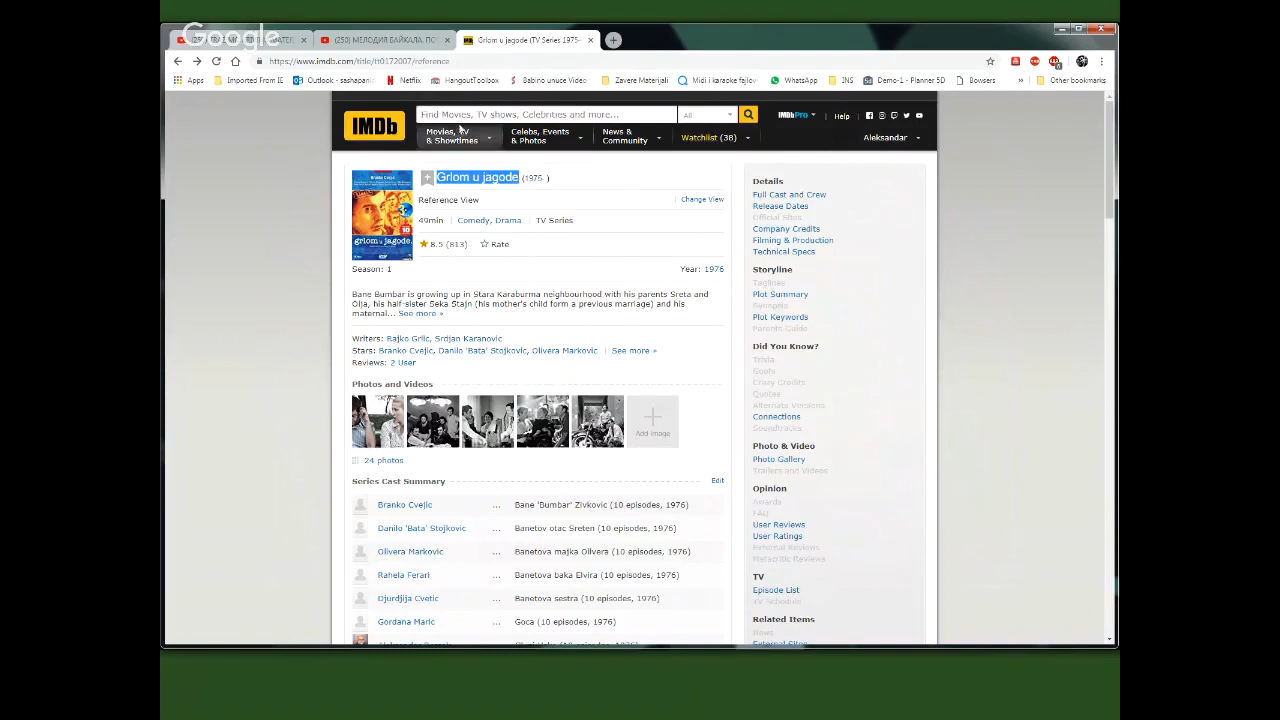 Google
МЕЛОДИЯ БАЙКАЛА. ПС
Grlom u jagode (TV Series 1975-
https://www.imdb.com/title/tt0172007/reference
Apps Imported From IE Outlook - sashapani Netflix HangoutToolbox Babino unuce Video Zavere Materijali Midi i karaoke fajlov WhatsApp INS Demo-1 - Planner 5D Bowsers » Other bookmarks
IMDb
Find Movies, TV shows, Celebrities and more...
All
IMDbPro
Help
Movies, TV
& Showtimes
Celebs, Events
& Photos
News &
Community
Watchlist (38)
Aleksandar
Grlom u jagode (1975- )
Reference View
Change View
49min Comedy, Drama TV Series
8.5 (813) Rate
Season: 1
Year: 1976
Bane Bumbar is growing up in Stara Karaburma neighbourhood with his parents Sreta and
Olja, his half-sister Seka Stajn (his mother's child form a previous marriage) and his
maternal... See more »
Writers: Rajko Grlic, Srdjan Karanovic
Stars: Branko Cvejic, Danilo 'Bata' Stojkovic, Olivera Markovic See more »
Reviews: 2 User
Photos and Videos
Add Image
24 photos
Series Cast Summary
Edit
Branko Cvejic ... Bane 'Bumbar' Zivkovic (10 episodes, 1976)
Danilo 'Bata' Stojkovic ... Banetov otac Sreten (10 episodes, 1976)
Olivera Markovic ... Banetova majka Olivera (10 episodes, 1976)
Rahela Ferari ... Banetova baka Elvira (10 episodes, 1976)
Djurdjija Cvetic ... Banetova sestra (10 episodes, 1976)
Gordana Maric ... Goca (10 episodes, 1976)
Details
Full Cast and Crew
Release Dates
Official Sites
Company Credits
Filming & Production
Technical Specs
Storyline
Taglines
Plot Summary
Synopsis
Plot Keywords
Parents Guide
Did You Know?
Trivia
Goofs
Crazy Credits
Quotes
Alternate Versions
Connections
Soundtracks
Photo & Video
Photo Gallery
Trailers and Videos
Opinion
Awards
FAQ
User Reviews
User Ratings
External Reviews
Metacritic Reviews
TV
Episode List
TV Schedule
Related Items
News
External Sites